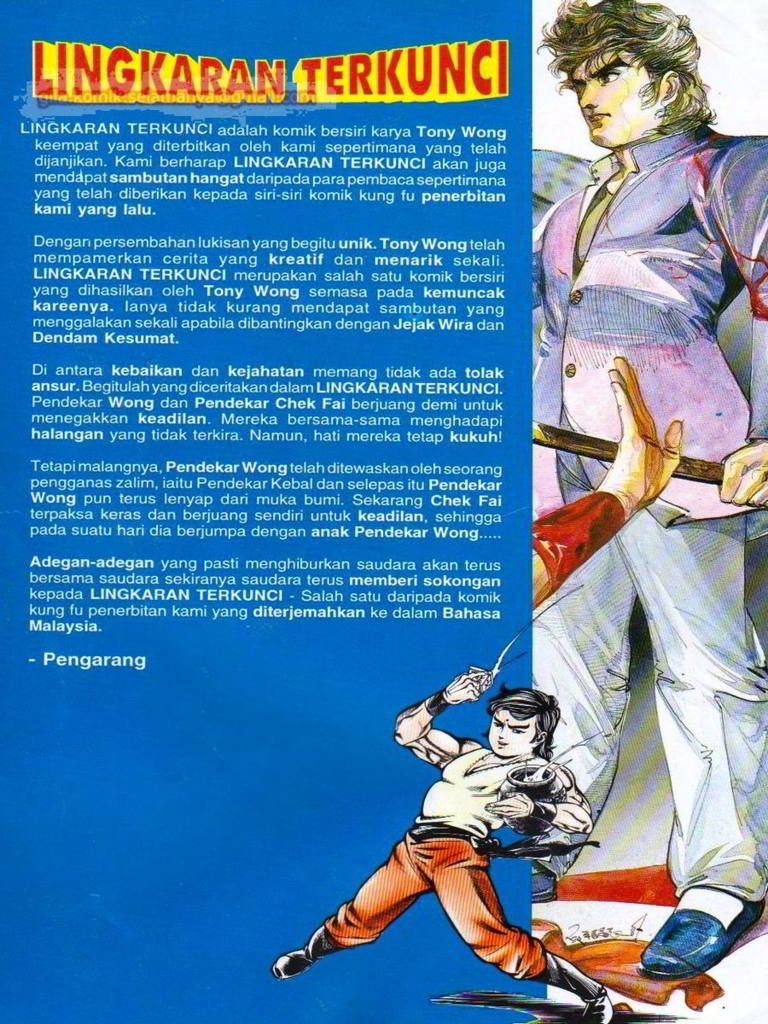 LINGKARAN TERKUNCI
LINGKARAN TERKUNCI adalah komik bersiri karya Tony Wong
keempat yang diterbitkan oleh kami sepertimana yang telah
dijanjikan. Kami berharap LINGKARAN TERKUNCI akan juga
mendapat sambutan hangat daripada para pembaca sepertimana
yang telah diberikan kepada siri-siri komik kung fu penerbitan
kami yang lalu.
Dengan persembahan lukisan yang begitu unik. Tony Wong telah
mempamerkan cerita yang kreatif dan menarik sekali.
LINGKARAN TERKUNCI merupakan salah satu komik bersiri
yang dihasilkan oleh Tony Wong semasa pada kemuncak
kareenya. Ianya tidak kurang mendapat sambutan yang
menggalakan sekali apabila dibantingkan dengan Jejak Wira dan
Dendam Kesumat.
Di antara kebaikan dan kejahatan memang tidak ada tolak
ansur. Begitulah yang diceritakan dalam LINGKARAN TERKUNCI.
Pendekar Wong dan Pendekar Chek Fai berjuang demi untuk
menegakkan keadilan. Mereka bersama-sama menghadapi
halangan yang tidak terkira. Namun, hati mereka tetap kukuh!
Tetapi malangnya, Pendekar Wong telah ditewaskan oleh seorang
pengganas zalim, iaitu Pendekar Kebal dan selepas itu Pendekar
Wong pun terus lenyap dari muka bumi. Sekarang Chek Fai
terpaksa keras dan berjuang sendiri untuk keadilan, sehingga
pada suatu hari dia berjumpa dengan anak Pendekar Wong.....
Adegan-adegan yang pasti menghiburkan saudara akan terus
bersama saudara sekiranya saudara terus memberi sokongan
kepada LINGKARAN TERKUNCI - Salah satu daripada komik
kung fu penerbitan kami yang diterjemahkan ke dalam Bahasa
Malaysia.
- Pengarang